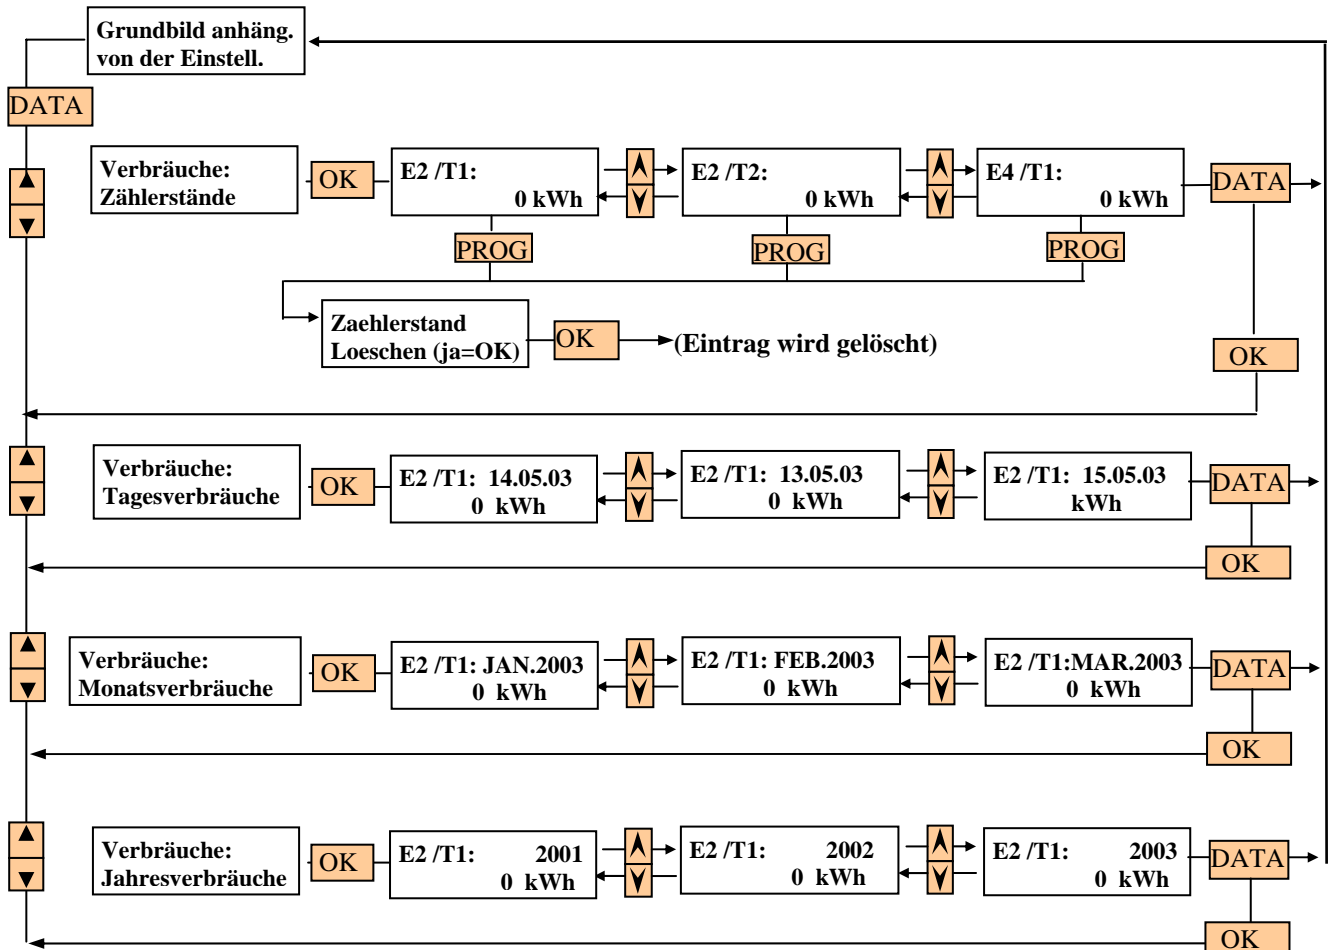 Grundbild anhäng.
von der Einstell.
DATA
Verbräuche:
Zählerstände
OK
E2 /T1:
0 kWh
E2 /T2:
0 kWh
E4 /T1:
0 kWh
DATA
PROG
PROG
PROG
Zaehlerstand
Loeschen (ja=OK)
OK
(Eintrag wird gelöscht)
OK
Verbräuche:
Tagesverbräuche
OK
E2 /T1: 14.05.03
0 kWh
E2 /T1: 13.05.03
0 kWh
E2 /T1: 15.05.03
kWh
DATA
OK
Verbräuche:
Monatsverbräuche
OK
E2 /T1: JAN.2003
0 kWh
E2 /T1: FEB.2003
0 kWh
E2 /T1:MAR.2003
0 kWh
DATA
OK
Verbräuche:
Jahresverbräuche
OK
E2 /T1: 2001
0 kWh
E2 /T1: 2002
0 kWh
E2 /T1: 2003
0 kWh
DATA
OK